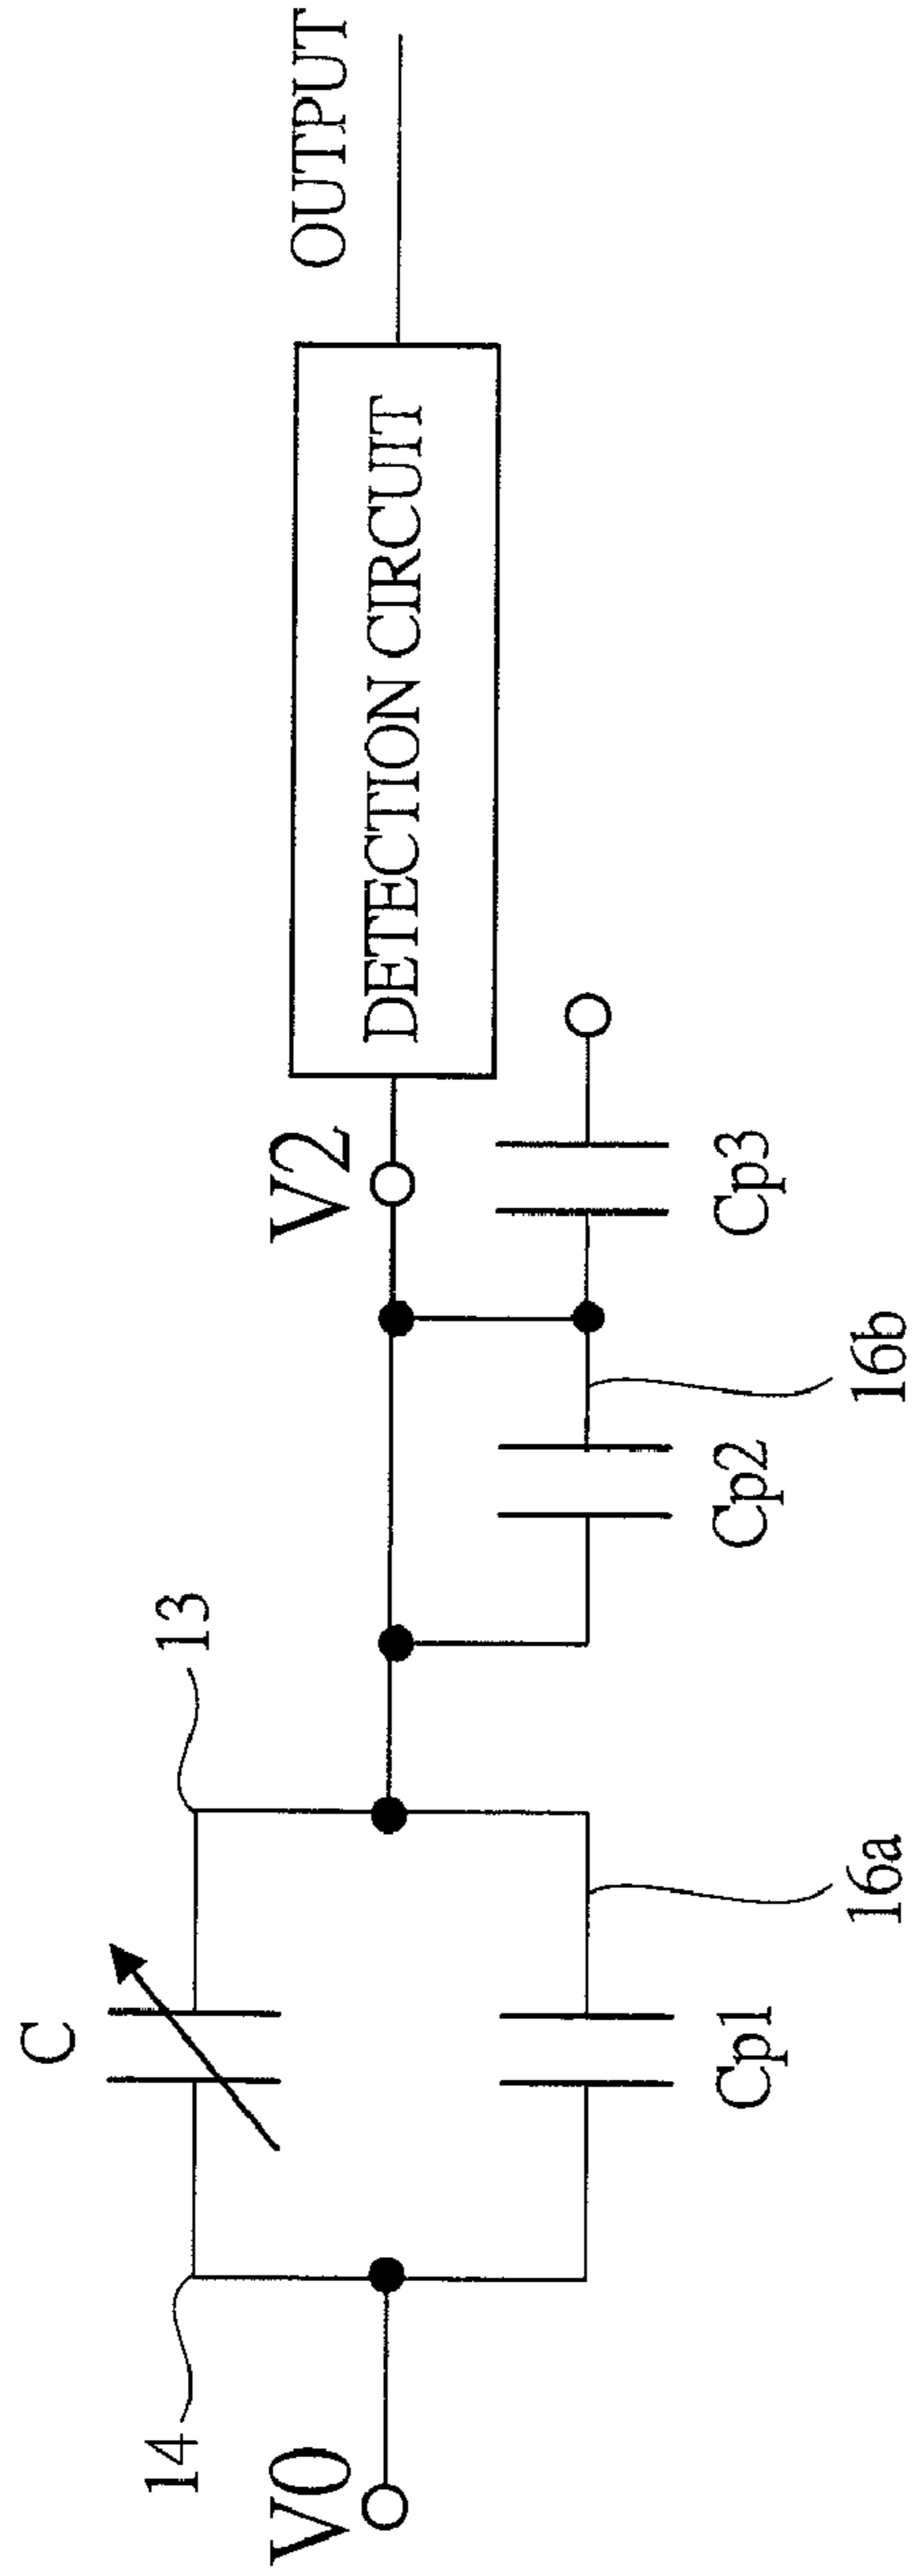 C
14
13
V0
V2
DETECTION CIRCUIT
OUTPUT
Cp1
Cp2
Cp3
16a
16b